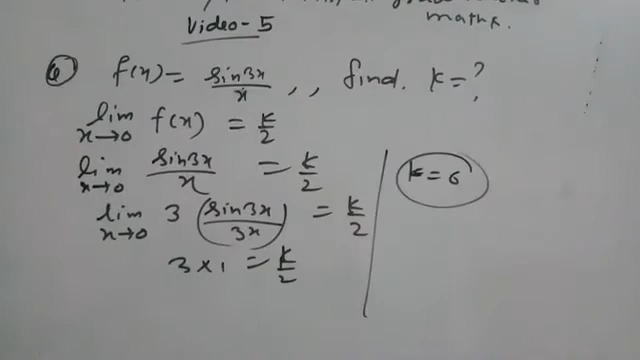 maths.
Video-5
⑥ f(x) = sin3x/x , , find. k = ?
lim x→0 f(x) = k/2
lim x→0 sin3x/x = k/2
lim x→0 3 (sin3x/3x) = k/2
3 × 1 = k/2
k = 6